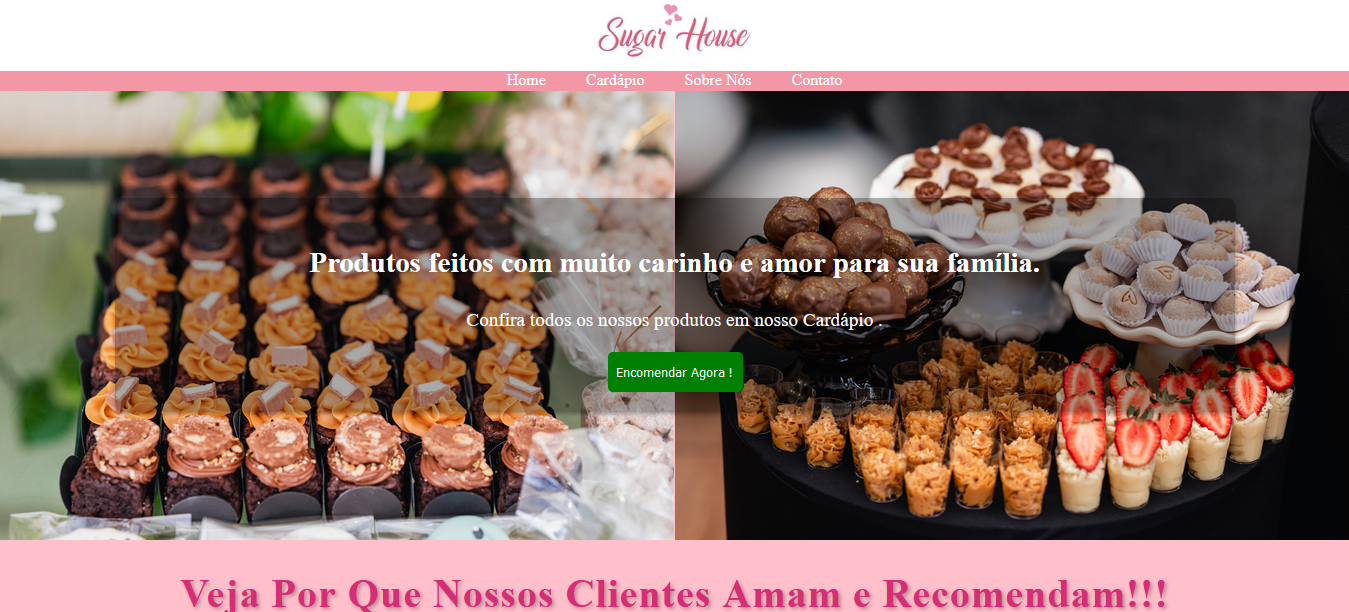 Sugar House
Home Cardápio Sobre Nós Contato
Produtos feitos com muito carinho e amor para sua família.
Confira todos os nossos produtos em nosso Cardápio .
Encomendar Agora !
Veja Por Que Nossos Clientes Amam e Recomendam!!!